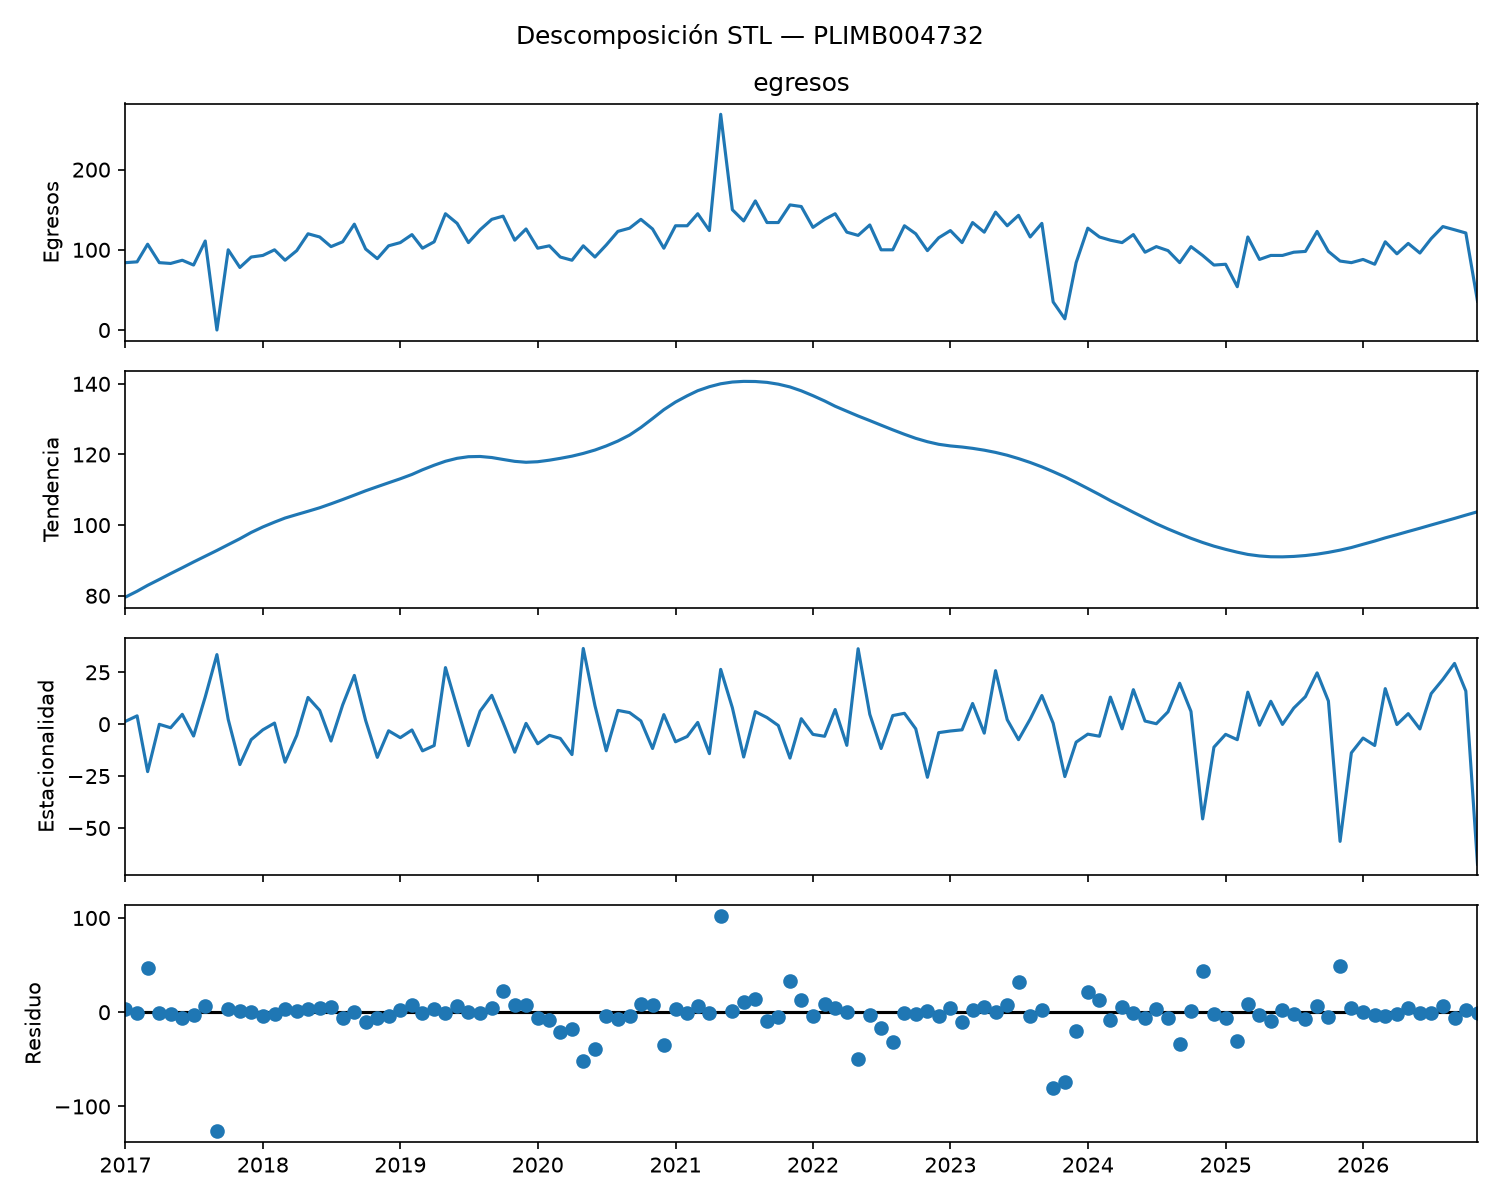 Descomposición STL — PLIMB004732
egresos
Egresos
200
100
0
Tendencia
140
120
100
80
Estacionalidad
25
0
−25
−50
Residuo
100
0
−100
2017 2018 2019 2020 2021 2022 2023 2024 2025 2026